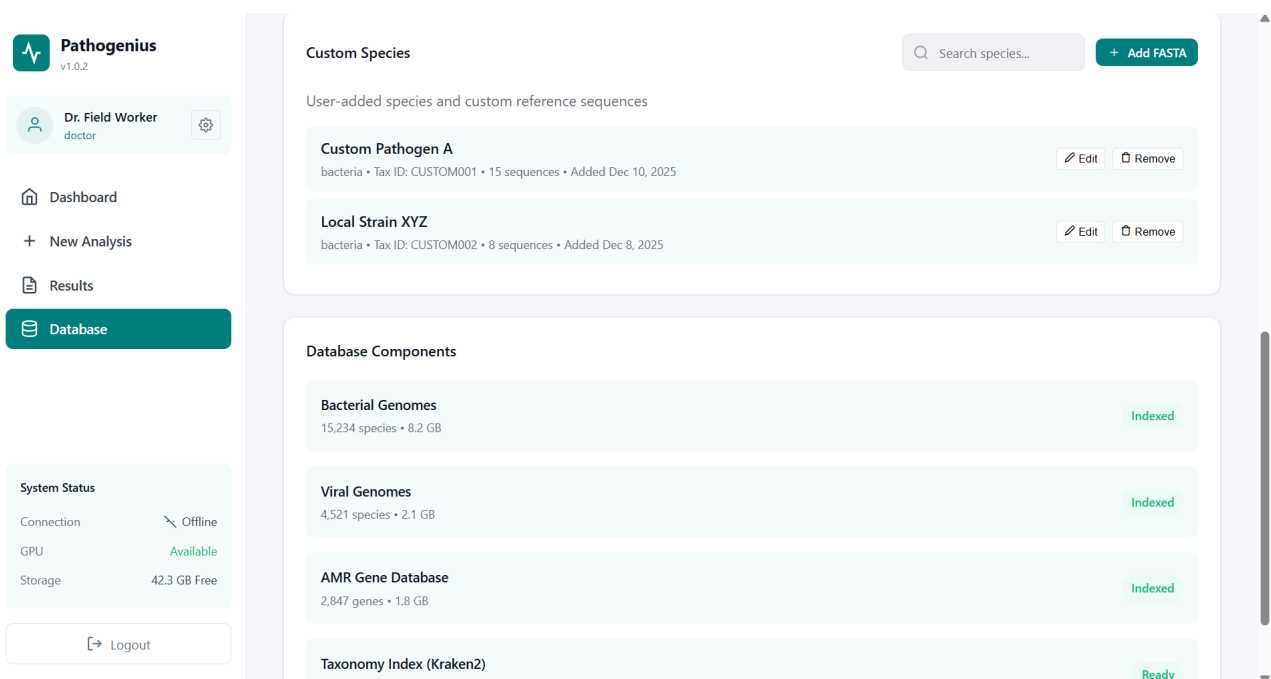 Pathogenius
v1.0.2
Dr. Field Worker
doctor
Dashboard
New Analysis
Results
Database
System Status
Connection Offline
GPU Available
Storage 42.3 GB Free
Logout
Custom Species
Search species...
+ Add FASTA
User-added species and custom reference sequences
Custom Pathogen A
bacteria • Tax ID: CUSTOM001 • 15 sequences • Added Dec 10, 2025
Edit Remove
Local Strain XYZ
bacteria • Tax ID: CUSTOM002 • 8 sequences • Added Dec 8, 2025
Edit Remove
Database Components
Bacterial Genomes
15,234 species • 8.2 GB
Indexed
Viral Genomes
4,521 species • 2.1 GB
Indexed
AMR Gene Database
2,847 genes • 1.8 GB
Indexed
Taxonomy Index (Kraken2)
Ready